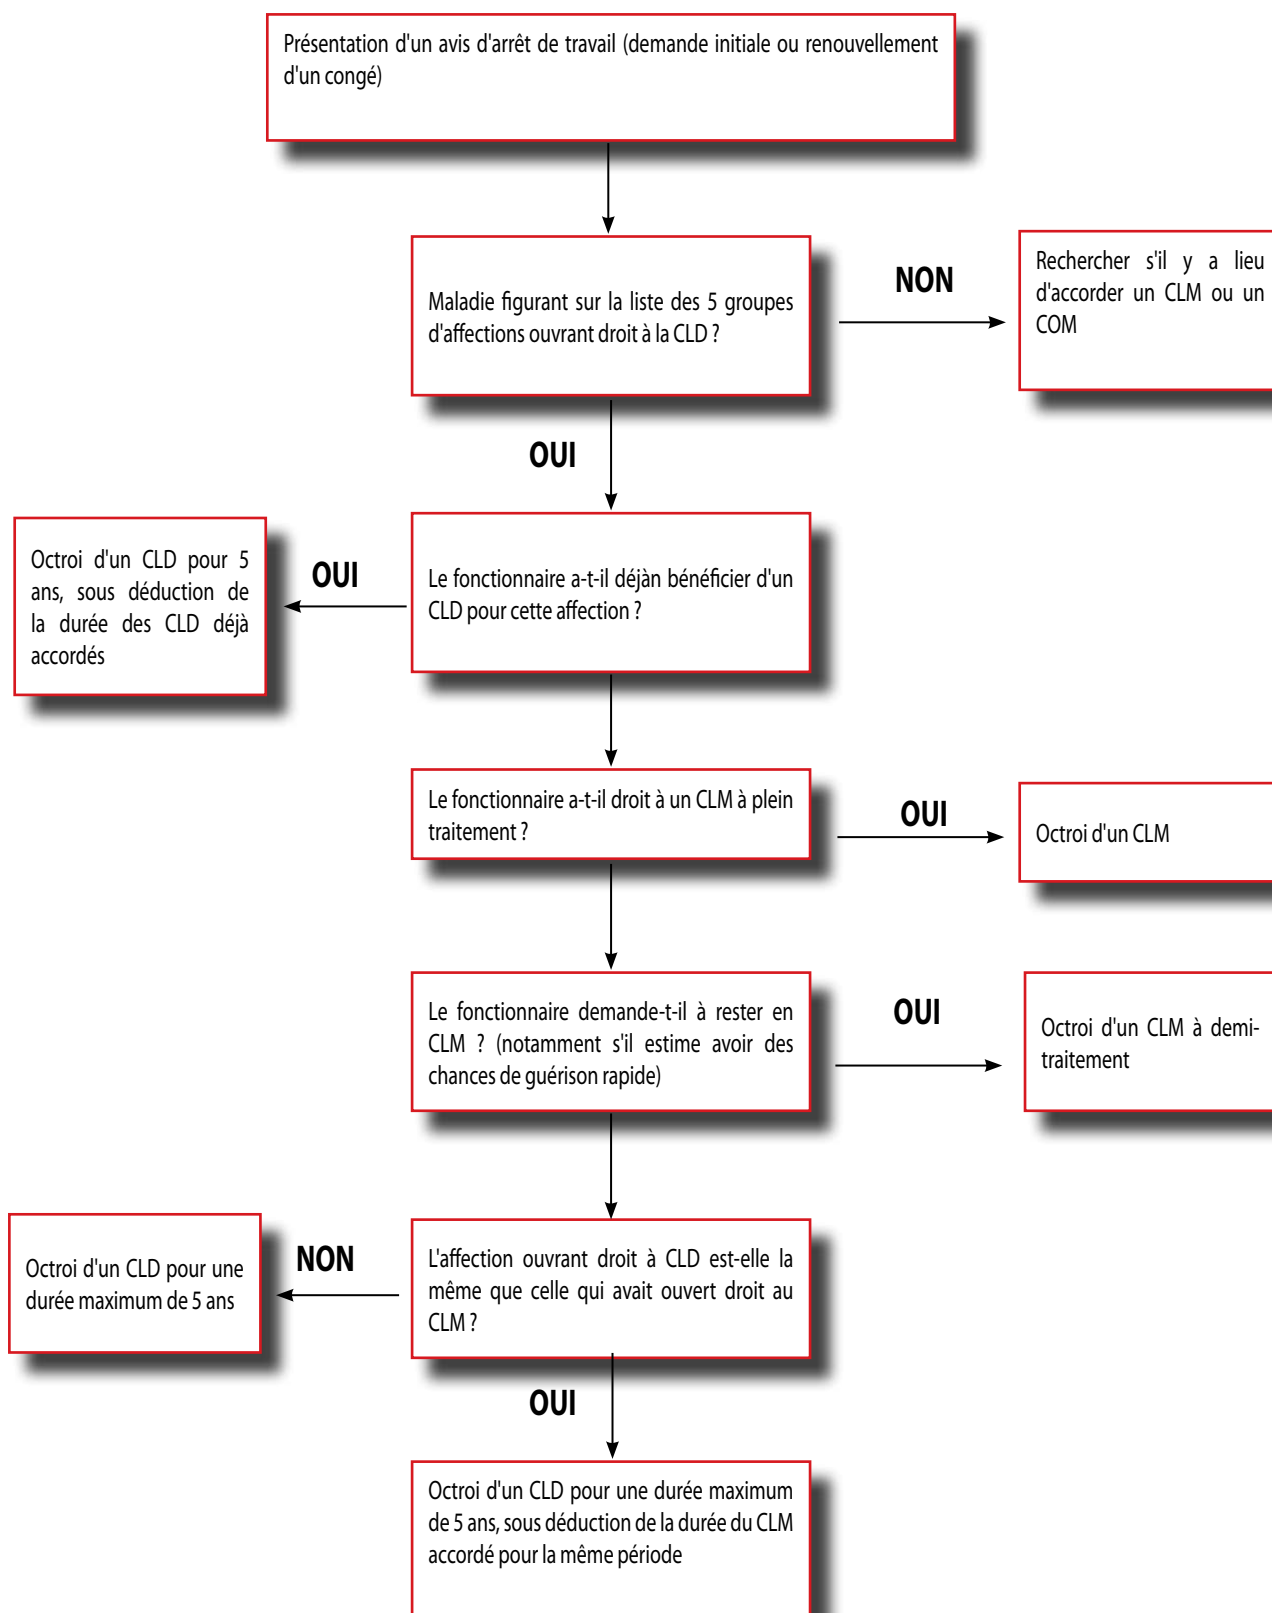 Présentation d'un avis d'arrêt de travail (demande initiale ou renouvellement
d'un congé)
Maladie figurant sur la liste des 5 groupes
d'affections ouvrant droit à la CLD ?
NON
Rechercher s'il y a lieu
d'accorder un CLM ou un
COM
OUI
Le fonctionnaire a-t-il déjàn bénéficier d'un
CLD pour cette affection ?
OUI
Octroi d'un CLD pour 5
ans, sous déduction de
la durée des CLD déjà
accordés
Le fonctionnaire a-t-il droit à un CLM à plein
traitement ?
OUI
Octroi d'un CLM
Le fonctionnaire demande-t-il à rester en
CLM ? (notamment s'il estime avoir des
chances de guérison rapide)
OUI
Octroi d'un CLM à demi-
traitement
L'affection ouvrant droit à CLD est-elle la
même que celle qui avait ouvert droit au
CLM ?
NON
Octroi d'un CLD pour une
durée maximum de 5 ans
OUI
Octroi d'un CLD pour une durée maximum
de 5 ans, sous déduction de la durée du CLM
accordé pour la même période